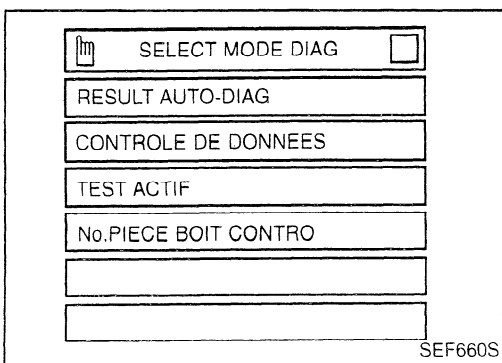 SELECT MODE DIAG
RESULT AUTO-DIAG
CONTROLE DE DONNEES
TEST ACTIF
No.PIECE BOIT CONTRO
SEF660S